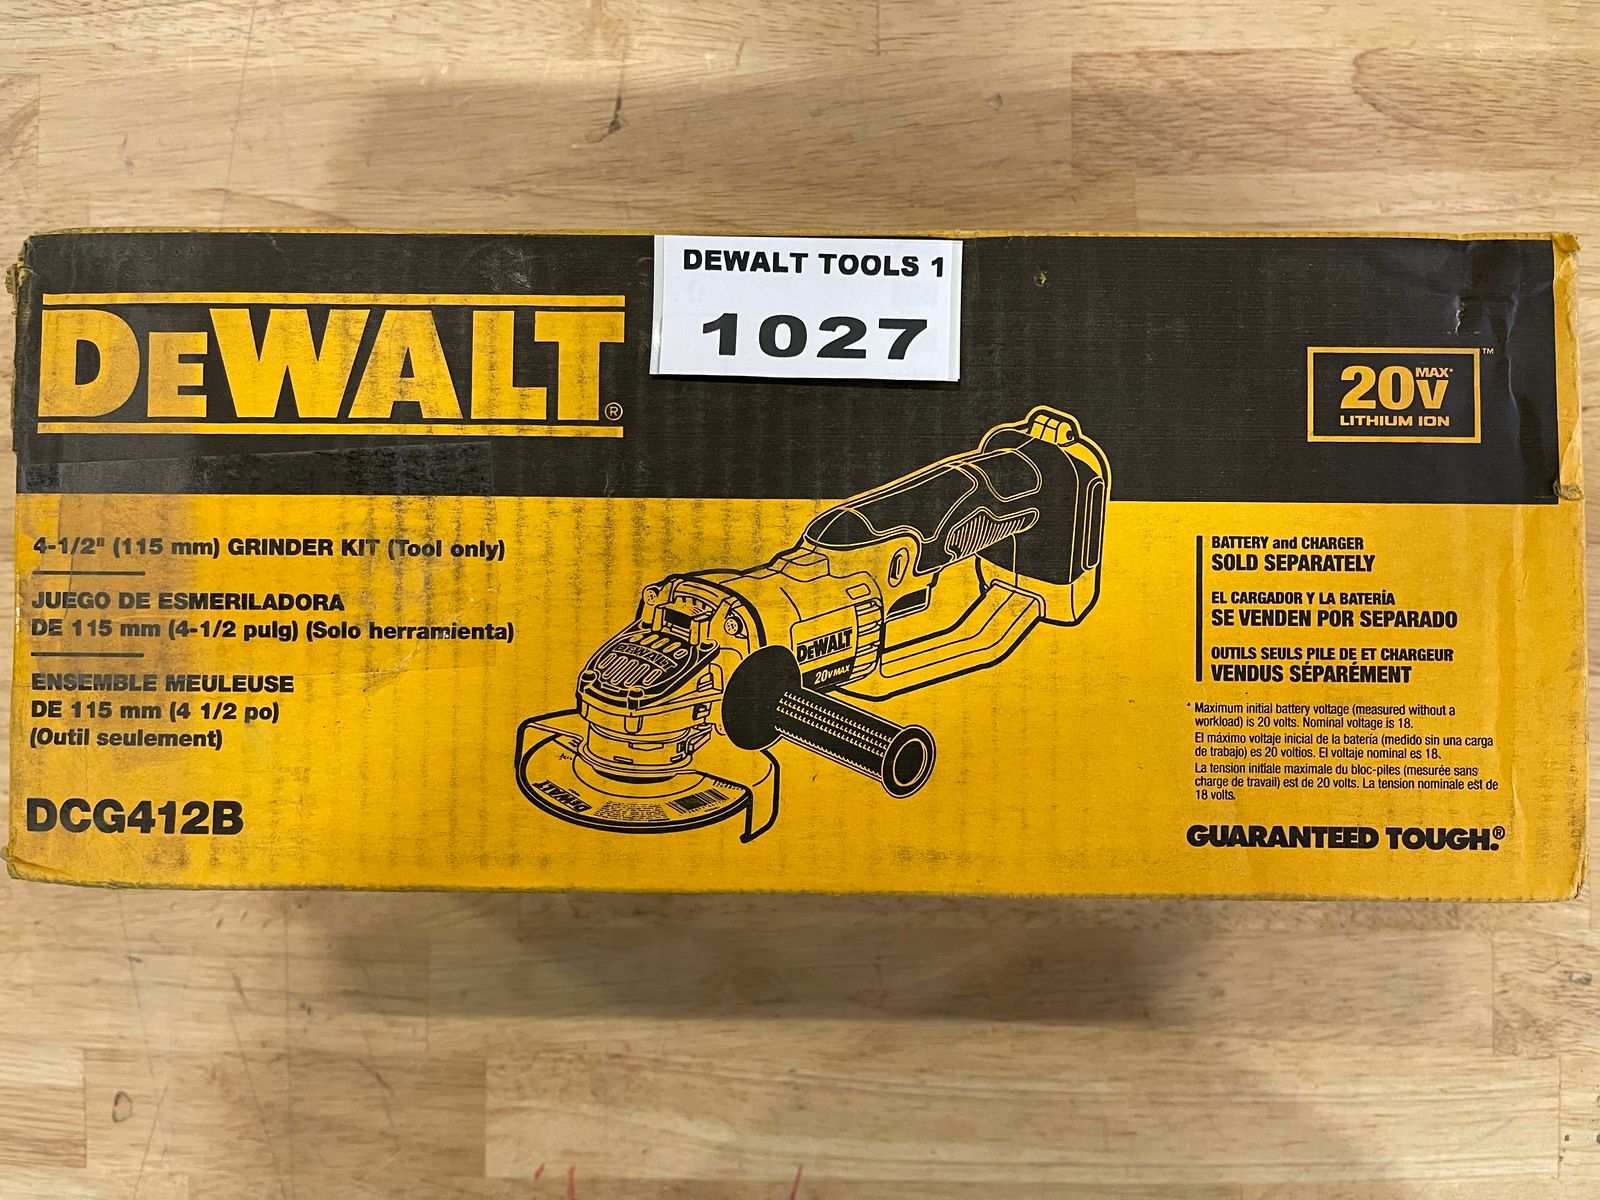 DEWALT TOOLS 1
1027
DEWALT®
20V MAX* ™
LITHIUM ION
4-1/2" (115 mm) GRINDER KIT (Tool only)
JUEGO DE ESMERILADORA
DE 115 mm (4-1/2 pulg) (Solo herramienta)
ENSEMBLE MEULEUSE
DE 115 mm (4 1/2 po)
(Outil seulement)
DCG412B
DEWALT
DEWALT
20V MAX
DEWALT
BATTERY and CHARGER
SOLD SEPARATELY
EL CARGADOR Y LA BATERÍA
SE VENDEN POR SEPARADO
OUTILS SEULS PILE DE ET CHARGEUR
VENDUS SÉPARÉMENT
* Maximum initial battery voltage (measured without a
workload) is 20 volts. Nominal voltage is 18.
El máximo voltaje inicial de la batería (medido sin una carga
de trabajo) es 20 voltios. El voltaje nominal es 18.
La tension initiale maximale du bloc-piles (mesurée sans
charge de travail) est de 20 volts. La tension nominale est de
18 volts.
GUARANTEED TOUGH.®